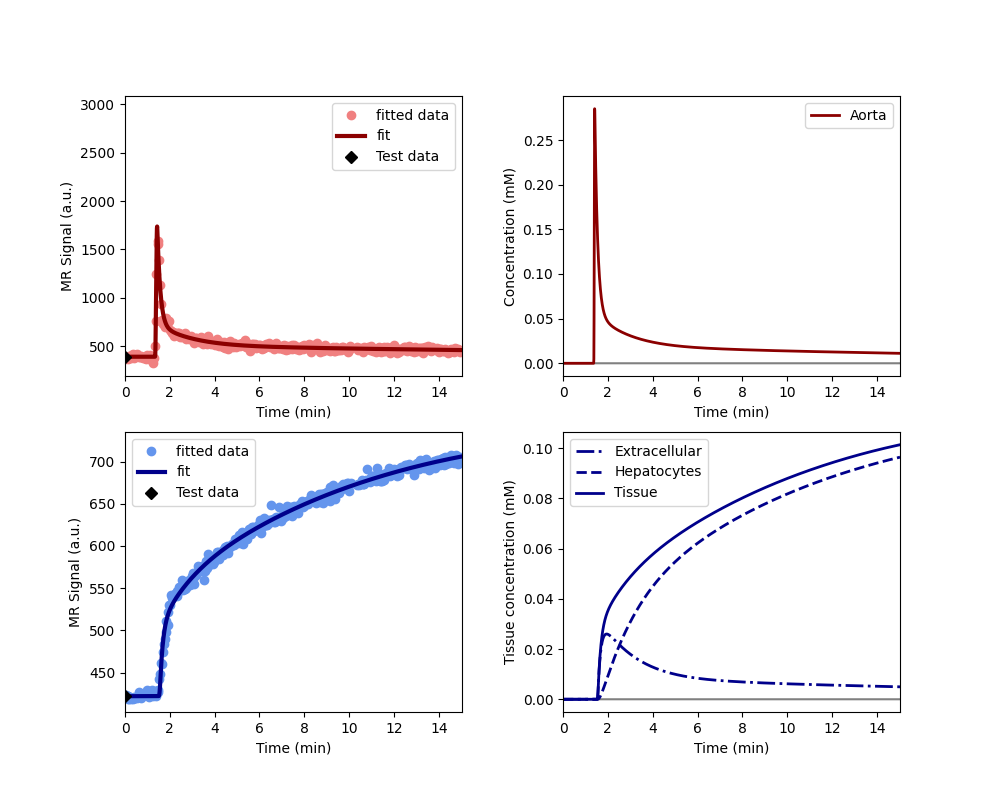 3000
2500
2000
1500
1000
500
MR Signal (a.u.)
fitted data
fit
Test data
0 2 4 6 8 10 12 14
Time (min)
0.25
0.20
0.15
0.10
0.05
0.00
Concentration (mM)
Aorta
0 2 4 6 8 10 12 14
Time (min)
700
650
600
550
500
450
MR Signal (a.u.)
fitted data
fit
Test data
0 2 4 6 8 10 12 14
Time (min)
0.10
0.08
0.06
0.04
0.02
0.00
Tissue concentration (mM)
Extracellular
Hepatocytes
Tissue
0 2 4 6 8 10 12 14
Time (min)